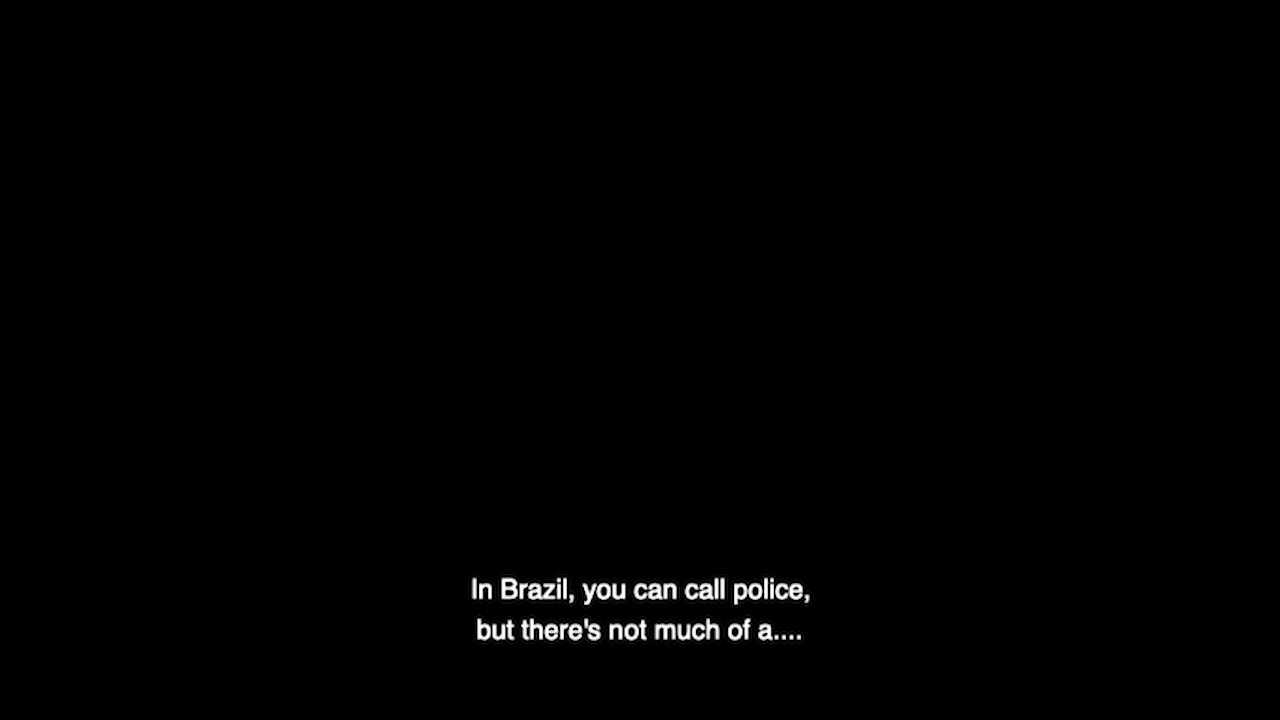 In Brazil, you can call police,
but there's not much of a....